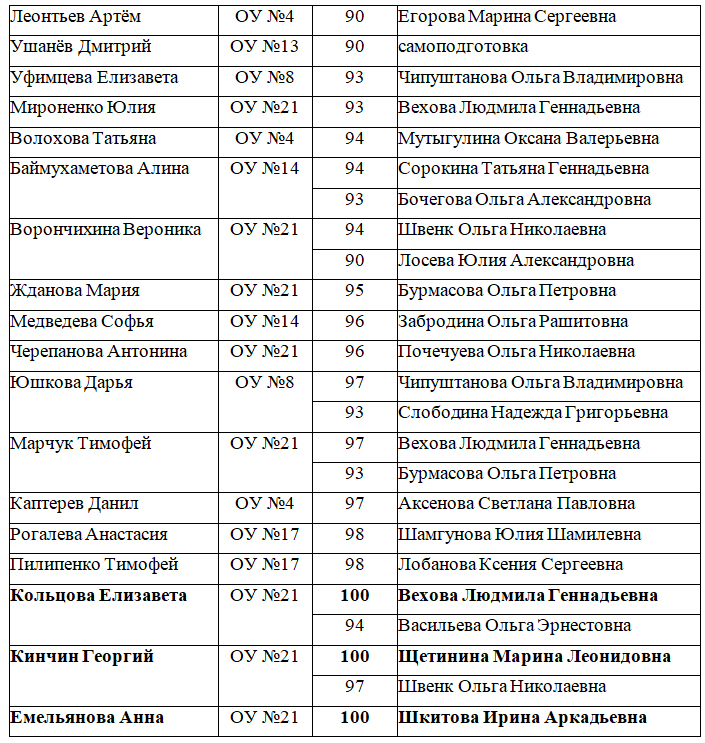 Леонтьев Артём ОУ №4 90 Егорова Марина Сергеевна
Ушанёв Дмитрий ОУ №13 90 самоподготовка
Уфимцева Елизавета ОУ №8 93 Чипуштанова Ольга Владимировна
Мироненко Юлия ОУ №21 93 Вехова Людмила Геннадьевна
Волохова Татьяна ОУ №4 94 Мутыгулина Оксана Валерьевна
Баймухаметова Алина ОУ №14 94 Сорокина Татьяна Геннадьевна
93 Бочегова Ольга Александровна
Ворончихина Вероника ОУ №21 94 Швенк Ольга Николаевна
90 Лосева Юлия Александровна
Жданова Мария ОУ №21 95 Бурмасова Ольга Петровна
Медведева Софья ОУ №14 96 Забродина Ольга Рашитовна
Черепанова Антонина ОУ №21 96 Почечуева Ольга Николаевна
Юшкова Дарья ОУ №8 97 Чипуштанова Ольга Владимировна
93 Слободина Надежда Григорьевна
Марчук Тимофей ОУ №21 97 Вехова Людмила Геннадьевна
93 Бурмасова Ольга Петровна
Каптерев Данил ОУ №4 97 Аксенова Светлана Павловна
Рогалева Анастасия ОУ №17 98 Шамгунова Юлия Шамилевна
Пилипенко Тимофей ОУ №17 98 Лобанова Ксения Сергеевна
Кольцова Елизавета ОУ №21 100 Вехова Людмила Геннадьевна
94 Васильева Ольга Эрнестовна
Кинчин Георгий ОУ №21 100 Щетинина Марина Леонидовна
97 Швенк Ольга Николаевна
Емельянова Анна ОУ №21 100 Шкитова Ирина Аркадьевна